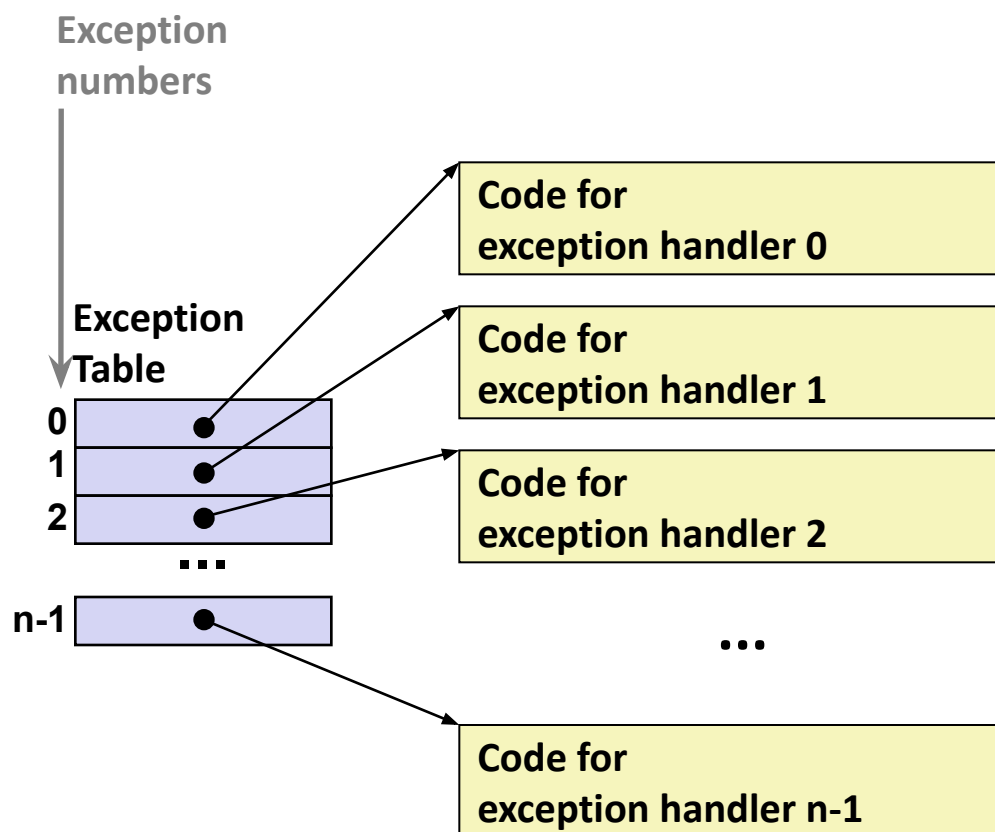 Exception
numbers
Code for
exception handler 0
Exception
Table
Code for
exception handler 1
0
1
2
Code for
exception handler 2
...
n-1
...
Code for
exception handler n-1